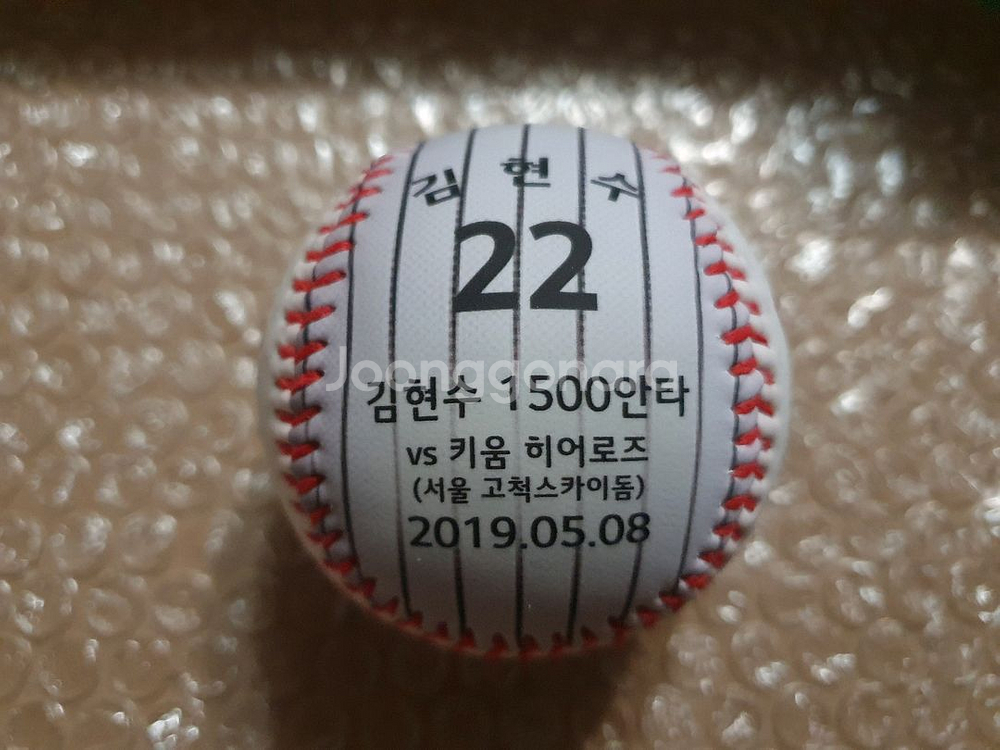 김현수
22
Joonggonara
김현수 1500안타
vs 키움 히어로즈
(서울 고척스카이돔)
2019.05.08